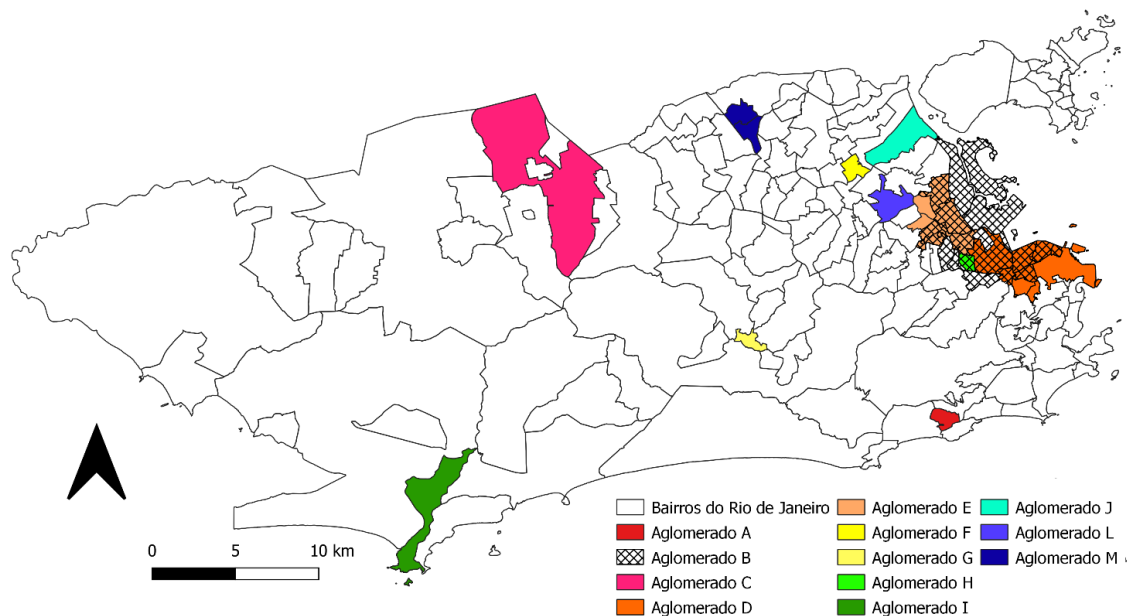 0 5 10 km
Bairros do Rio de Janeiro
Aglomerado A
Aglomerado B
Aglomerado C
Aglomerado D
Aglomerado E
Aglomerado F
Aglomerado G
Aglomerado H
Aglomerado I
Aglomerado J
Aglomerado L
Aglomerado M